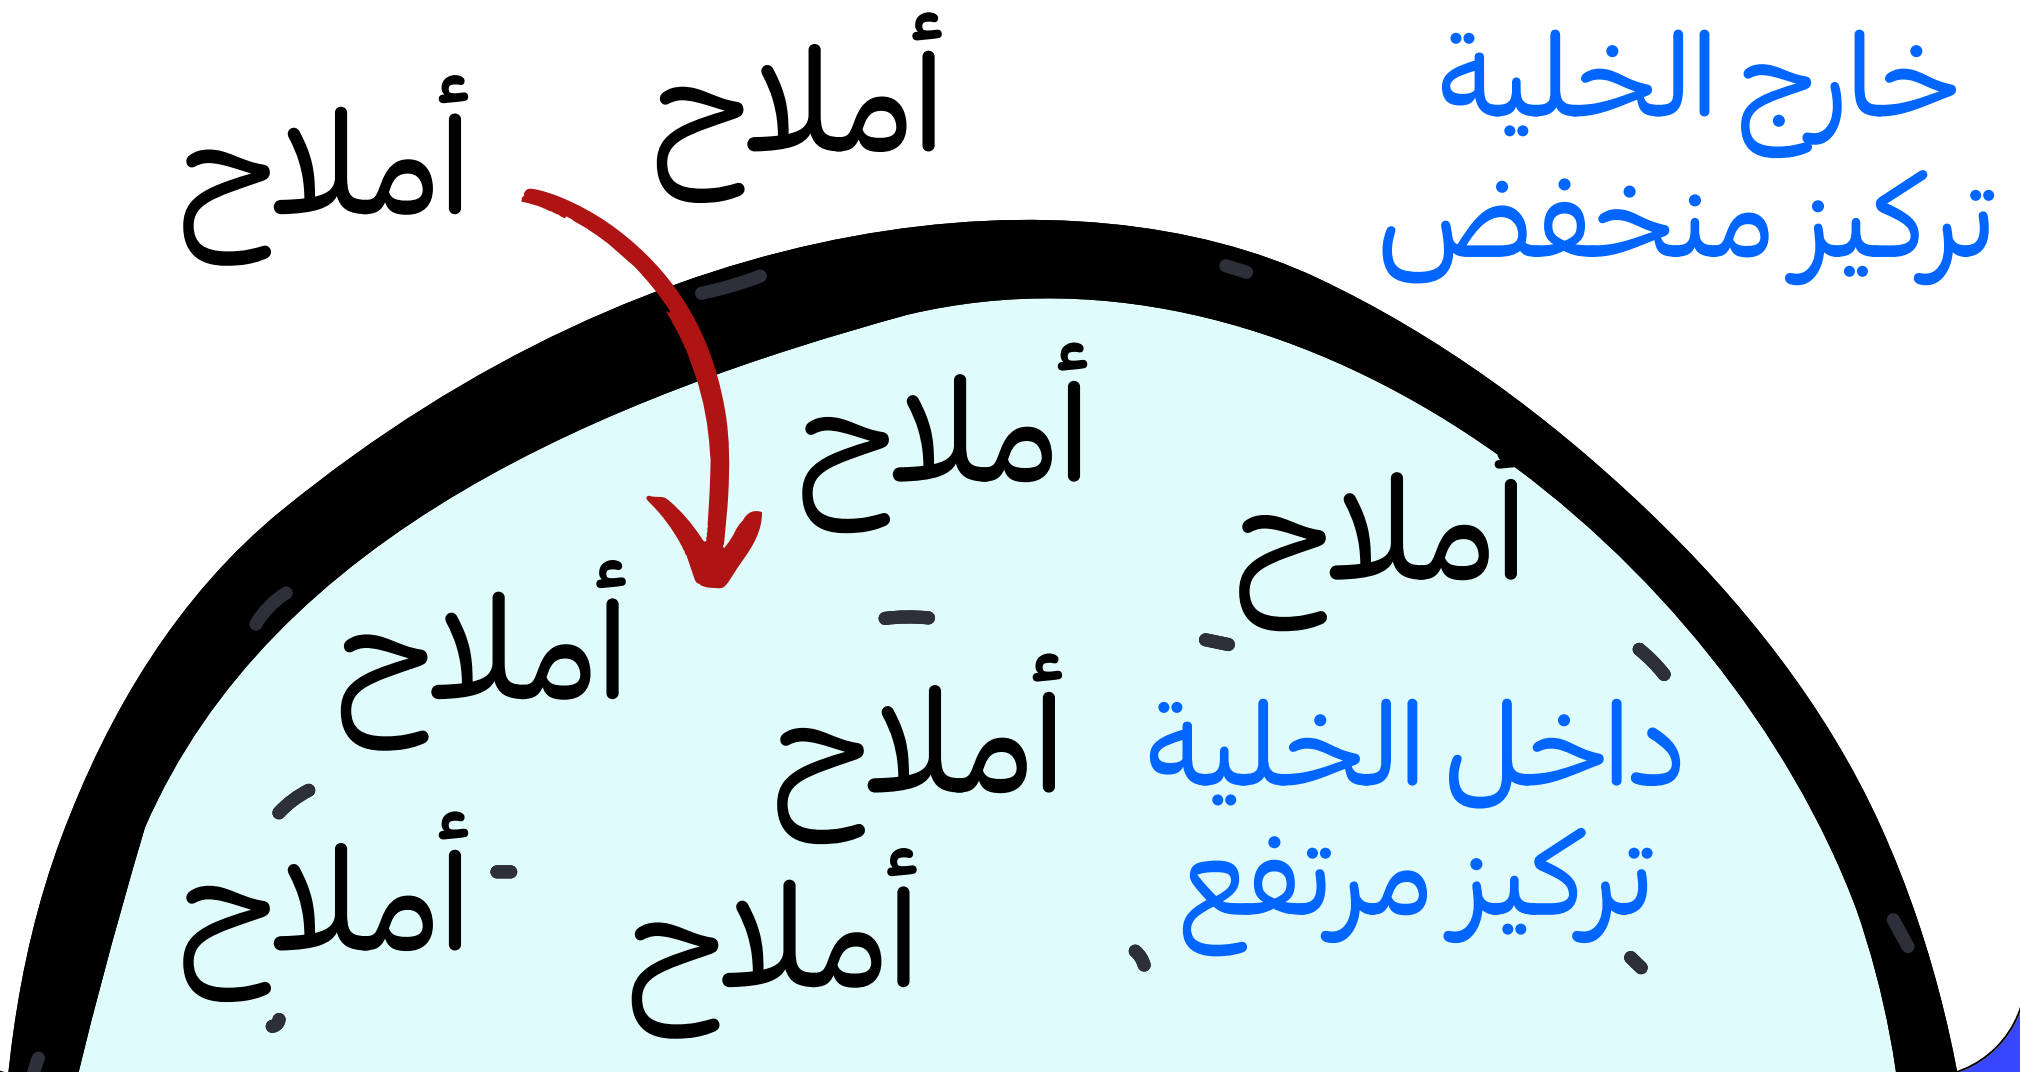 خارج الخلية
تركيز منخفض
أملاح
أملاح
أملاح
أملاح
أملاح
أملاح
داخل الخلية
تركيز مرتفع
أملاح
أملاح